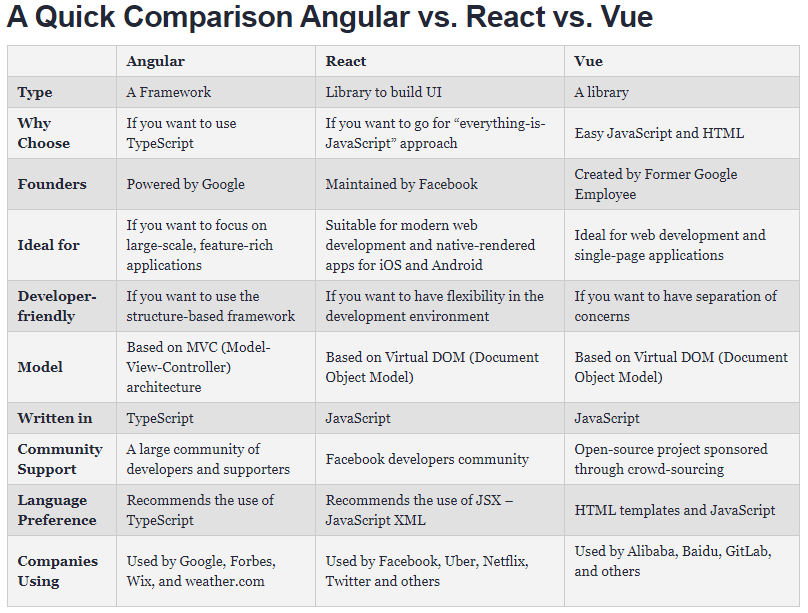 A Quick Comparison Angular vs. React vs. Vue
Angular React Vue
Type A Framework Library to build UI A library
Why
Choose
If you want to use
TypeScript
If you want to go for “everything-is-
JavaScript” approach
Easy JavaScript and HTML
Founders Powered by Google Maintained by Facebook
Created by Former Google
Employee
Ideal for
If you want to focus on
large-scale, feature-rich
applications
Suitable for modern web
development and native-rendered
apps for iOS and Android
Ideal for web development and
single-page applications
Developer-
friendly
If you want to use the
structure-based framework
If you want to have flexibility in the
development environment
If you want to have separation of
concerns
Model
Based on MVC (Model-
View-Controller)
architecture
Based on Virtual DOM (Document
Object Model)
Based on Virtual DOM (Document
Object Model)
Written in TypeScript JavaScript JavaScript
Community
Support
A large community of
developers and supporters
Facebook developers community
Open-source project sponsored
through crowd-sourcing
Language
Preference
Recommends the use of
TypeScript
Recommends the use of JSX –
JavaScript XML
HTML templates and JavaScript
Companies
Using
Used by Google, Forbes,
Wix, and weather.com
Used by Facebook, Uber, Netflix,
Twitter and others
Used by Alibaba, Baidu, GitLab,
and others